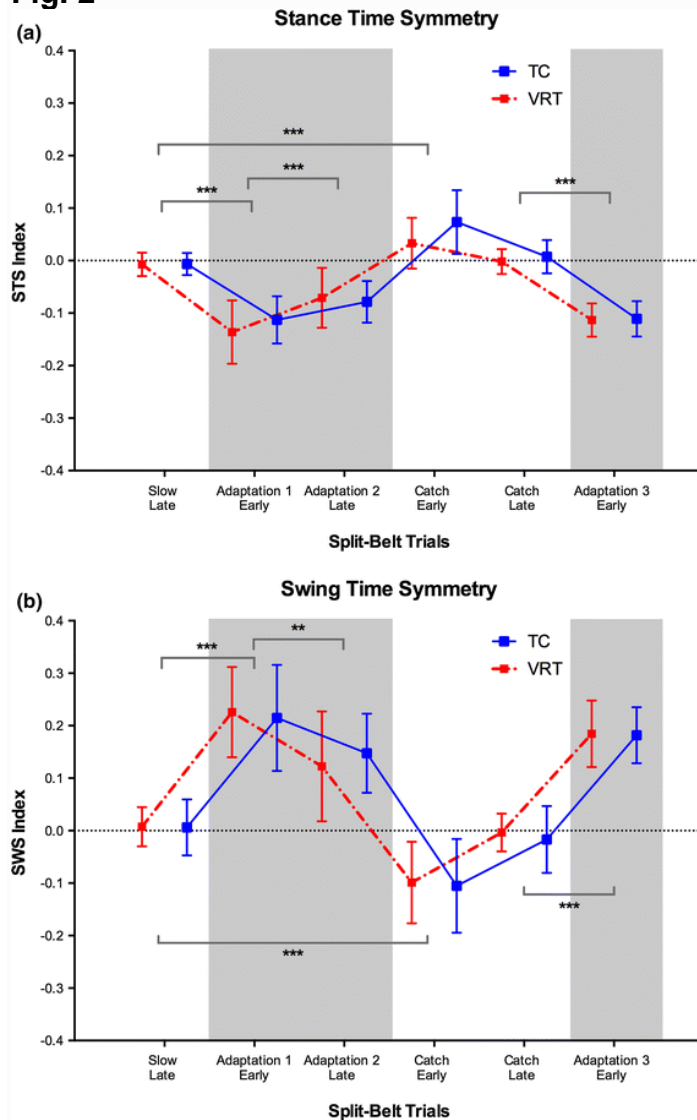 Fig. 2
Stance Time Symmetry
(a)
0.4
0.3
0.2
0.1
0.0
-0.1
-0.2
-0.3
-0.4
STS Index
TC
VRT
***
***
***
***
Slow Late
Adaptation 1 Early
Adaptation 2 Late
Catch Early
Catch Late
Adaptation 3 Early
Split-Belt Trials
(b)
Swing Time Symmetry
0.4
0.3
0.2
0.1
0.0
-0.1
-0.2
-0.3
-0.4
SWS Index
TC
VRT
**
***
***
***
Slow Late
Adaptation 1 Early
Adaptation 2 Late
Catch Early
Catch Late
Adaptation 3 Early
Split-Belt Trials